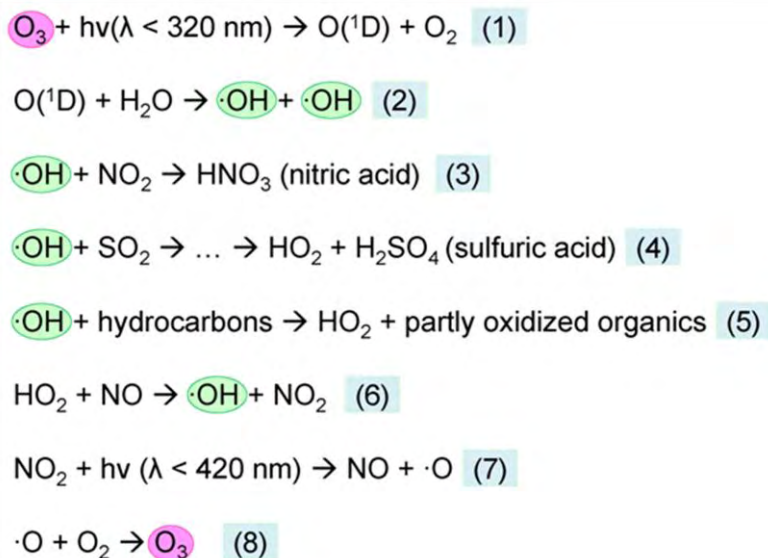 O₃ + hv(λ < 320 nm) → O(¹D) + O₂ (1)
O(¹D) + H₂O → ·OH + ·OH (2)
·OH + NO₂ → HNO₃ (nitric acid) (3)
·OH + SO₂ → ... → HO₂ + H₂SO₄ (sulfuric acid) (4)
·OH + hydrocarbons → HO₂ + partly oxidized organics (5)
HO₂ + NO → ·OH + NO₂ (6)
NO₂ + hv (λ < 420 nm) → NO + ·O (7)
·O + O₂ → O₃ (8)